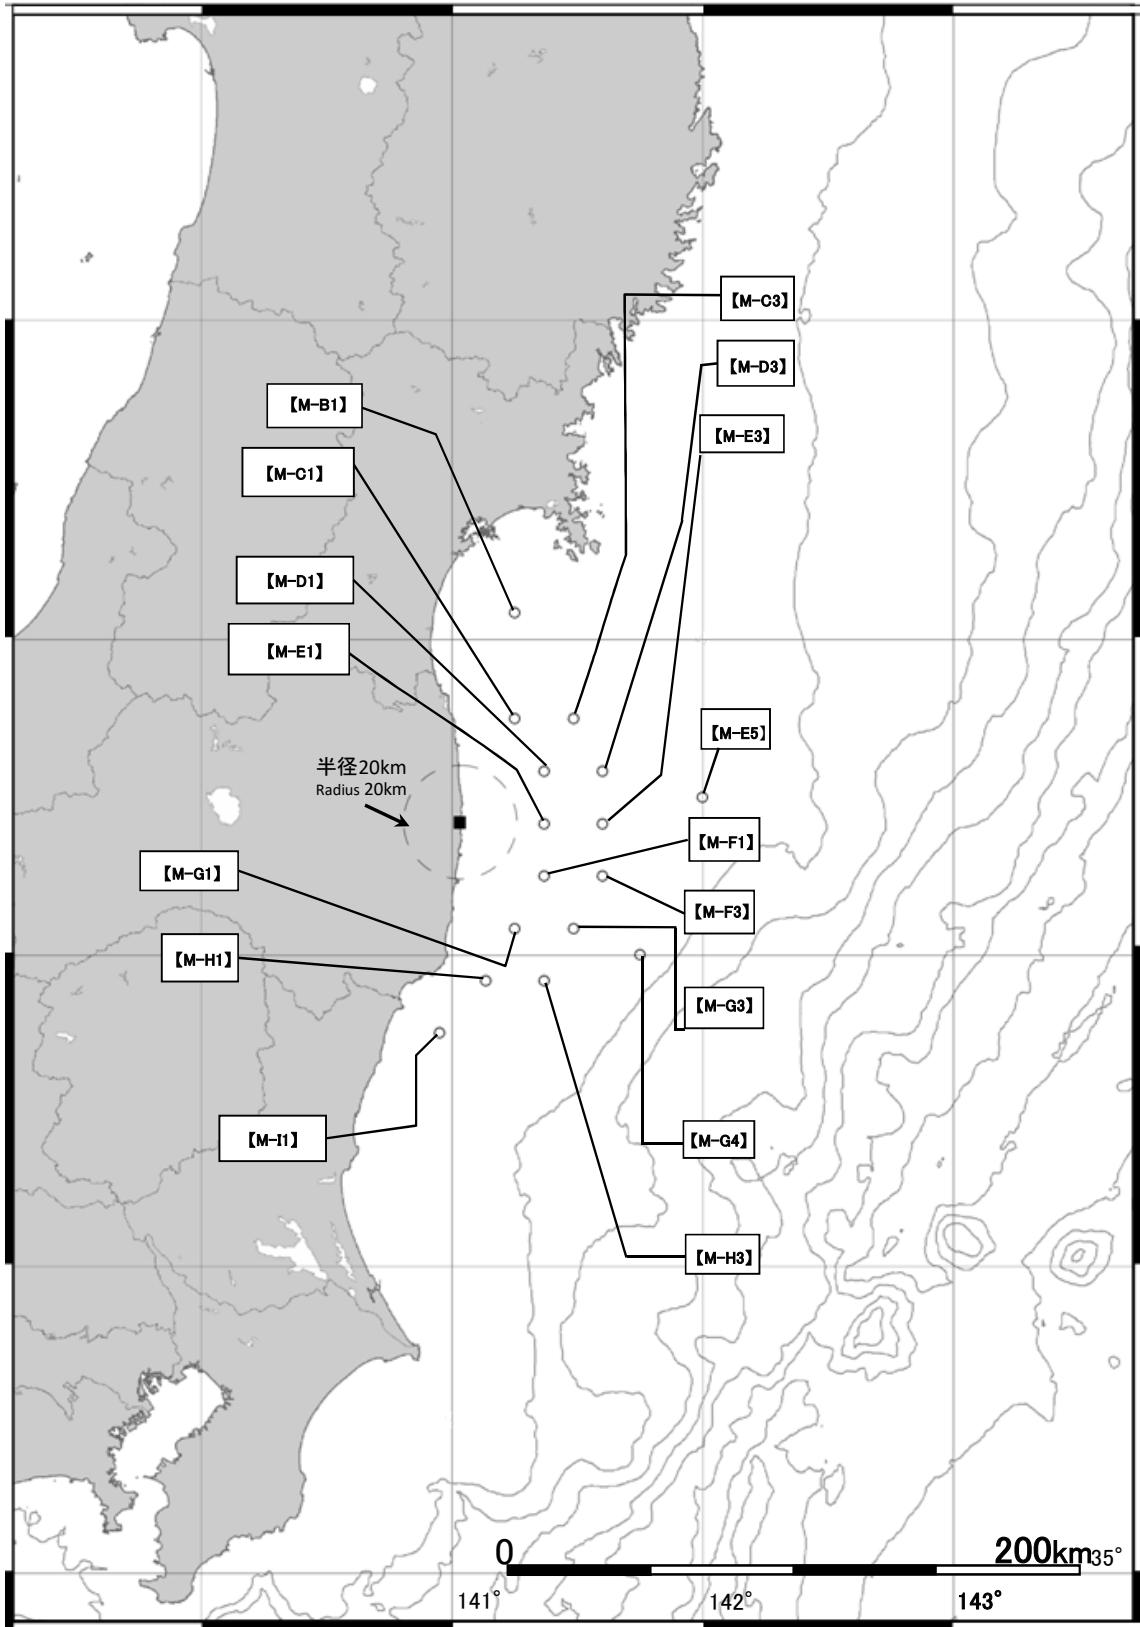 【M-C3】
【M-D3】
【M-B1】
【M-E3】
【M-C1】
【M-D1】
【M-E1】
【M-E5】
半径20km
Radius 20km
【M-F1】
【M-G1】
【M-F3】
【M-H1】
【M-G3】
【M-I1】
【M-G4】
【M-H3】
0
200km
35°
141°
142°
143°